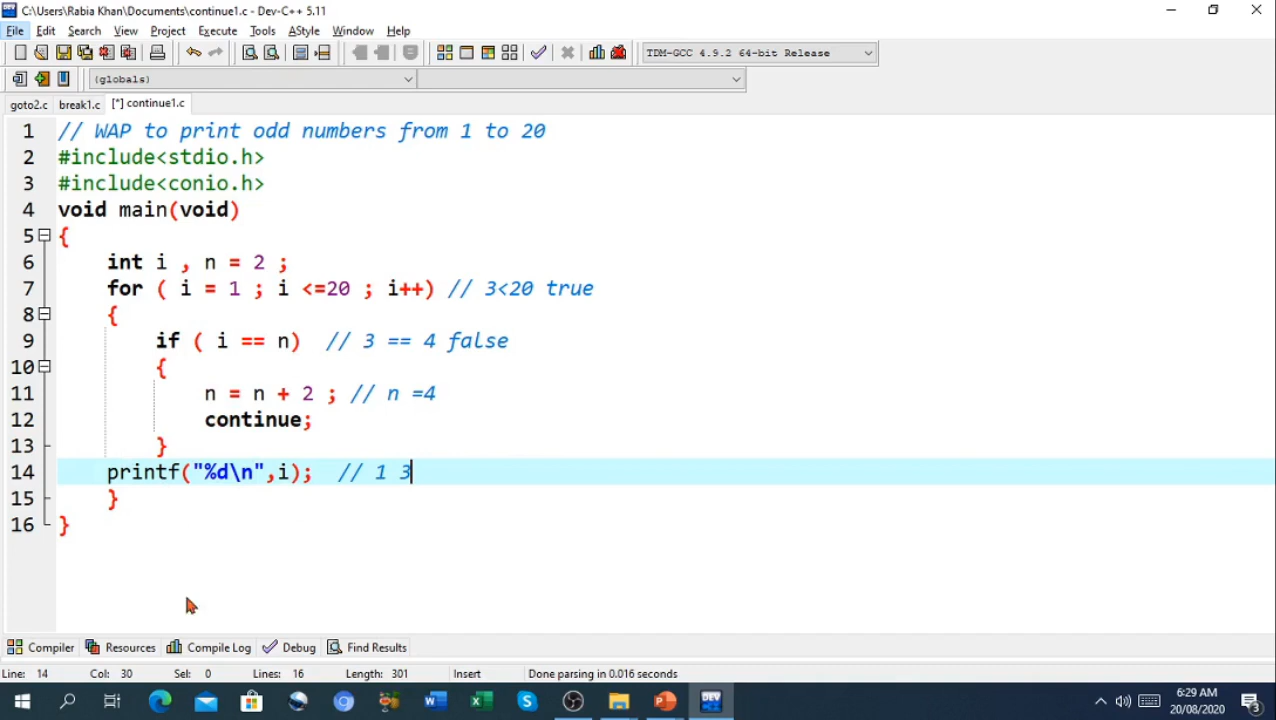 C:\Users\Rabia Khan\Documents\continue1.c - Dev-C++ 5.11
File Edit Search View Project Execute Tools AStyle Window Help
TDM-GCC 4.9.2 64-bit Release
(globals)
goto2.c break1.c [*] continue1.c
1 // WAP to print odd numbers from 1 to 20
2 #include<stdio.h>
3 #include<conio.h>
4 void main(void)
5 {
6 int i , n = 2 ;
7 for ( i = 1 ; i <=20 ; i++) // 3<20 true
8 {
9 if ( i == n) // 3 == 4 false
10 {
11 n = n + 2 ; // n =4
12 continue;
13 }
14 printf("%d\n",i); // 1 3
15 }
16 }
Compiler Resources Compile Log Debug Find Results
Line: 14 Col: 30 Sel: 0 Lines: 16 Length: 301 Insert Done parsing in 0.016 seconds
6:29 AM
20/08/2020